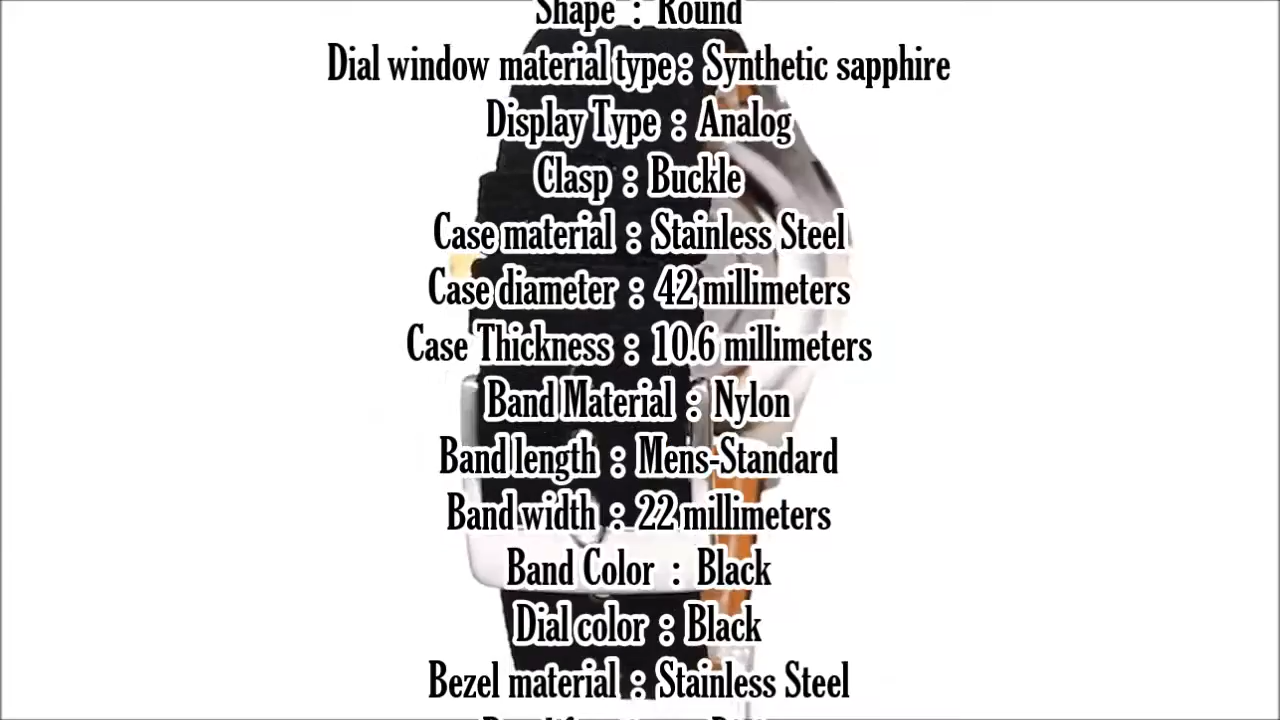 Shape : Round
Dial window material type : Synthetic sapphire
Display Type : Analog
Clasp : Buckle
Case material : Stainless Steel
Case diameter : 42 millimeters
Case Thickness : 10.6 millimeters
Band Material : Nylon
Band length : Mens-Standard
Band width : 22 millimeters
Band Color : Black
Dial color : Black
Bezel material : Stainless Steel